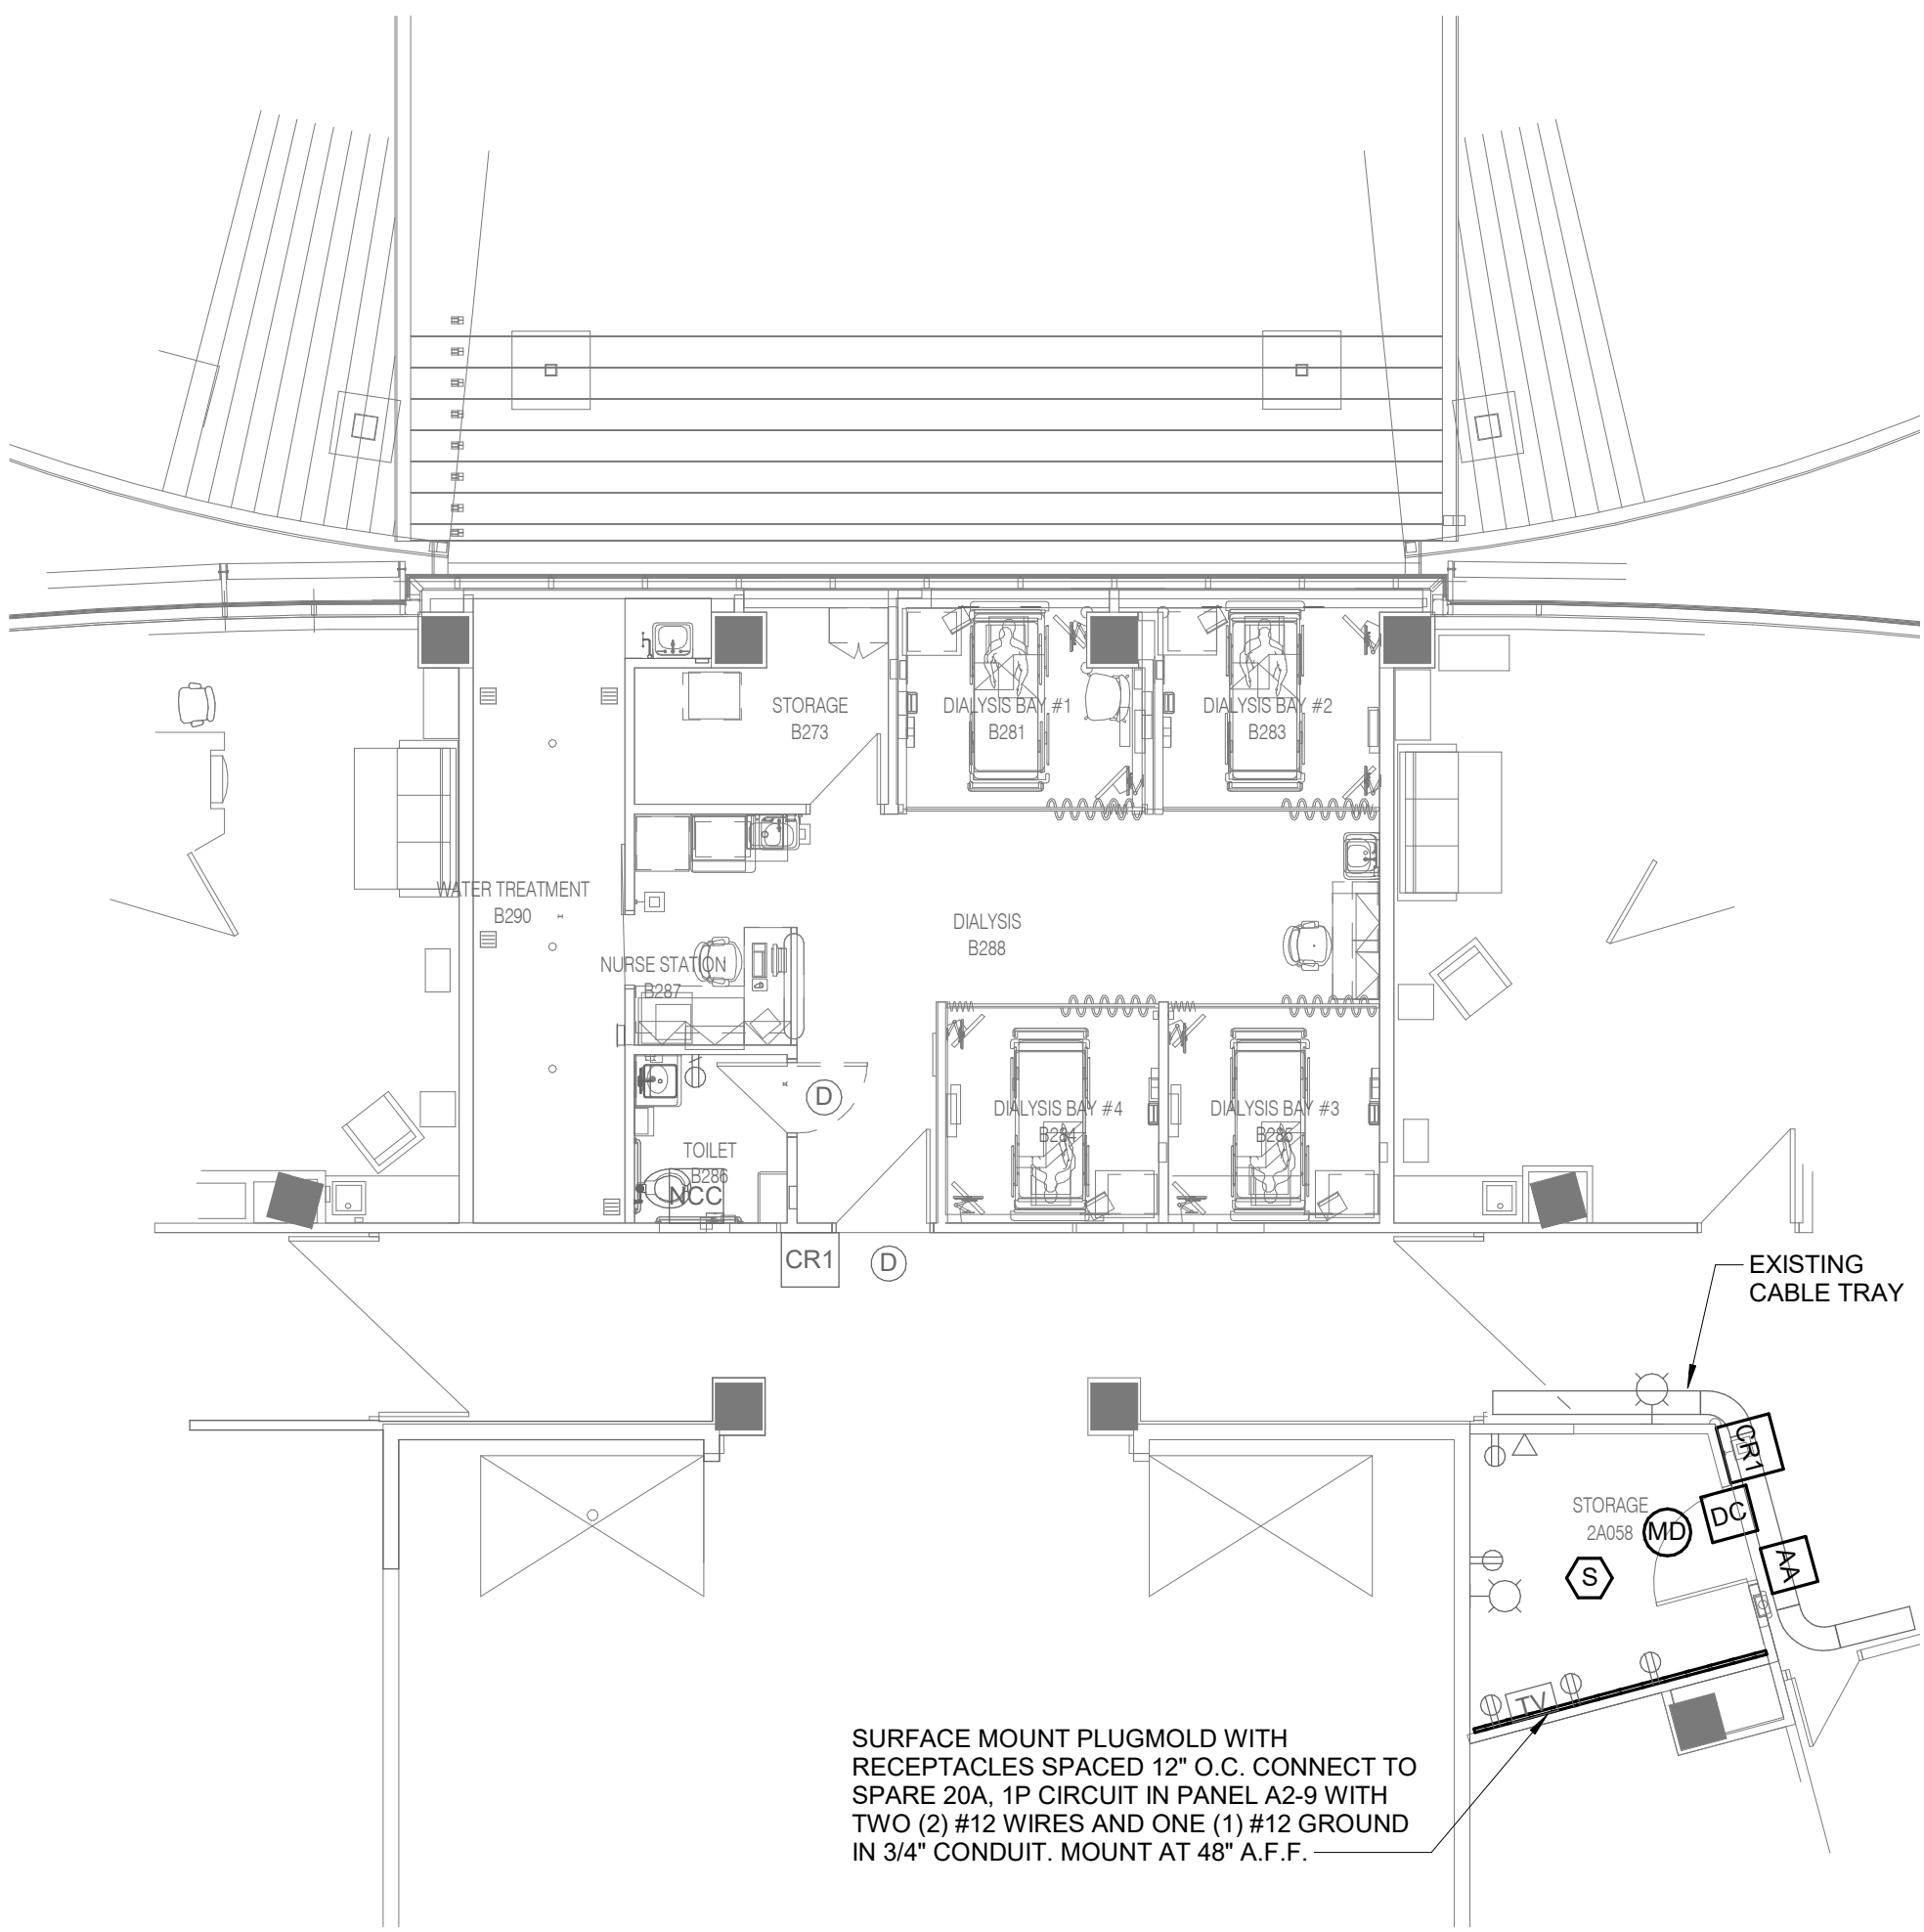 STORAGE
B273
DIALYSIS BAY #1
B281
DIALYSIS BAY #2
B283
WATER TREATMENT
B290
DIALYSIS
B288
NURSE STATION
B287
D
DIALYSIS BAY #4
B284
DIALYSIS BAY #3
B285
TOILET
B286
NCC
CR1
D
EXISTING
CABLE TRAY
CR1
STORAGE
2A058
MD
DC
AA
S
TV
SURFACE MOUNT PLUGMOLD WITH
RECEPTACLES SPACED 12" O.C. CONNECT TO
SPARE 20A, 1P CIRCUIT IN PANEL A2-9 WITH
TWO (2) #12 WIRES AND ONE (1) #12 GROUND
IN 3/4" CONDUIT. MOUNT AT 48" A.F.F.